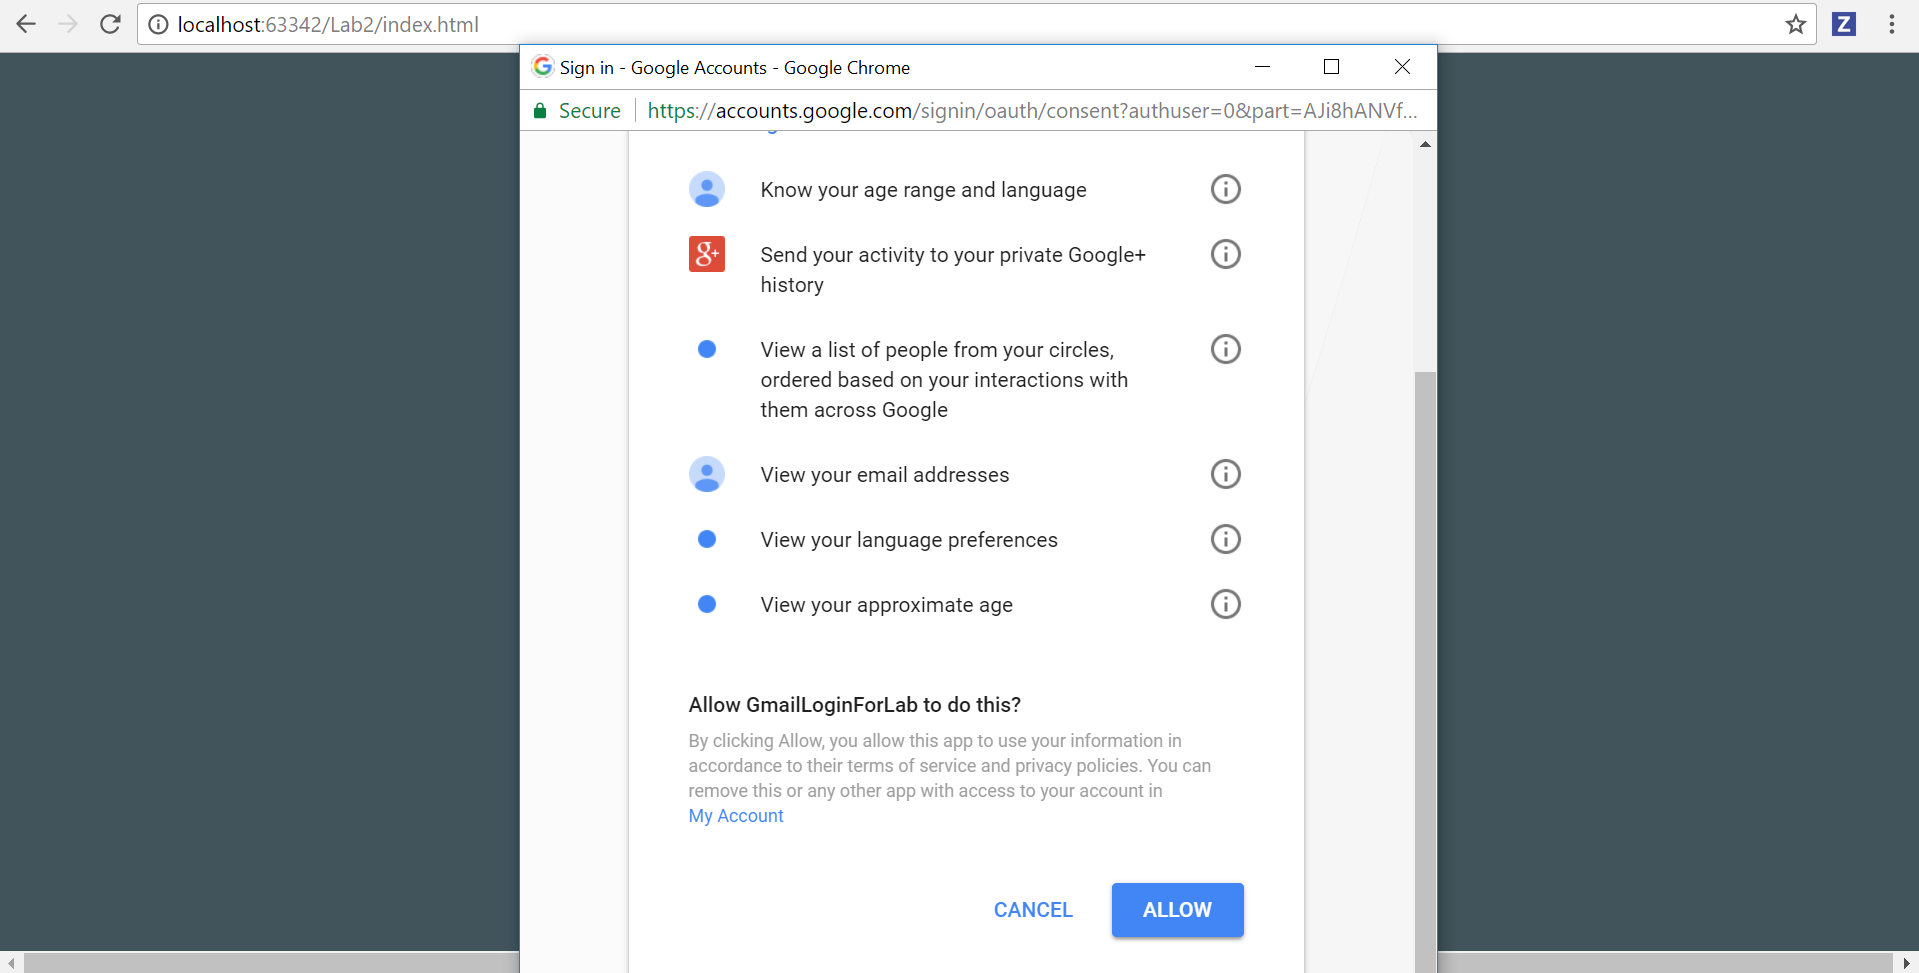 localhost:63342/Lab2/index.html
Z
Sign in - Google Accounts - Google Chrome
Secure
https://accounts.google.com/signin/oauth/consent?authuser=0&part=AJi8hANVf...
Know your age range and language
g+
Send your activity to your private Google+
history
View a list of people from your circles,
ordered based on your interactions with
them across Google
View your email addresses
View your language preferences
View your approximate age
Allow GmailLoginForLab to do this?
By clicking Allow, you allow this app to use your information in
accordance to their terms of service and privacy policies. You can
remove this or any other app with access to your account in
My Account
CANCEL
ALLOW